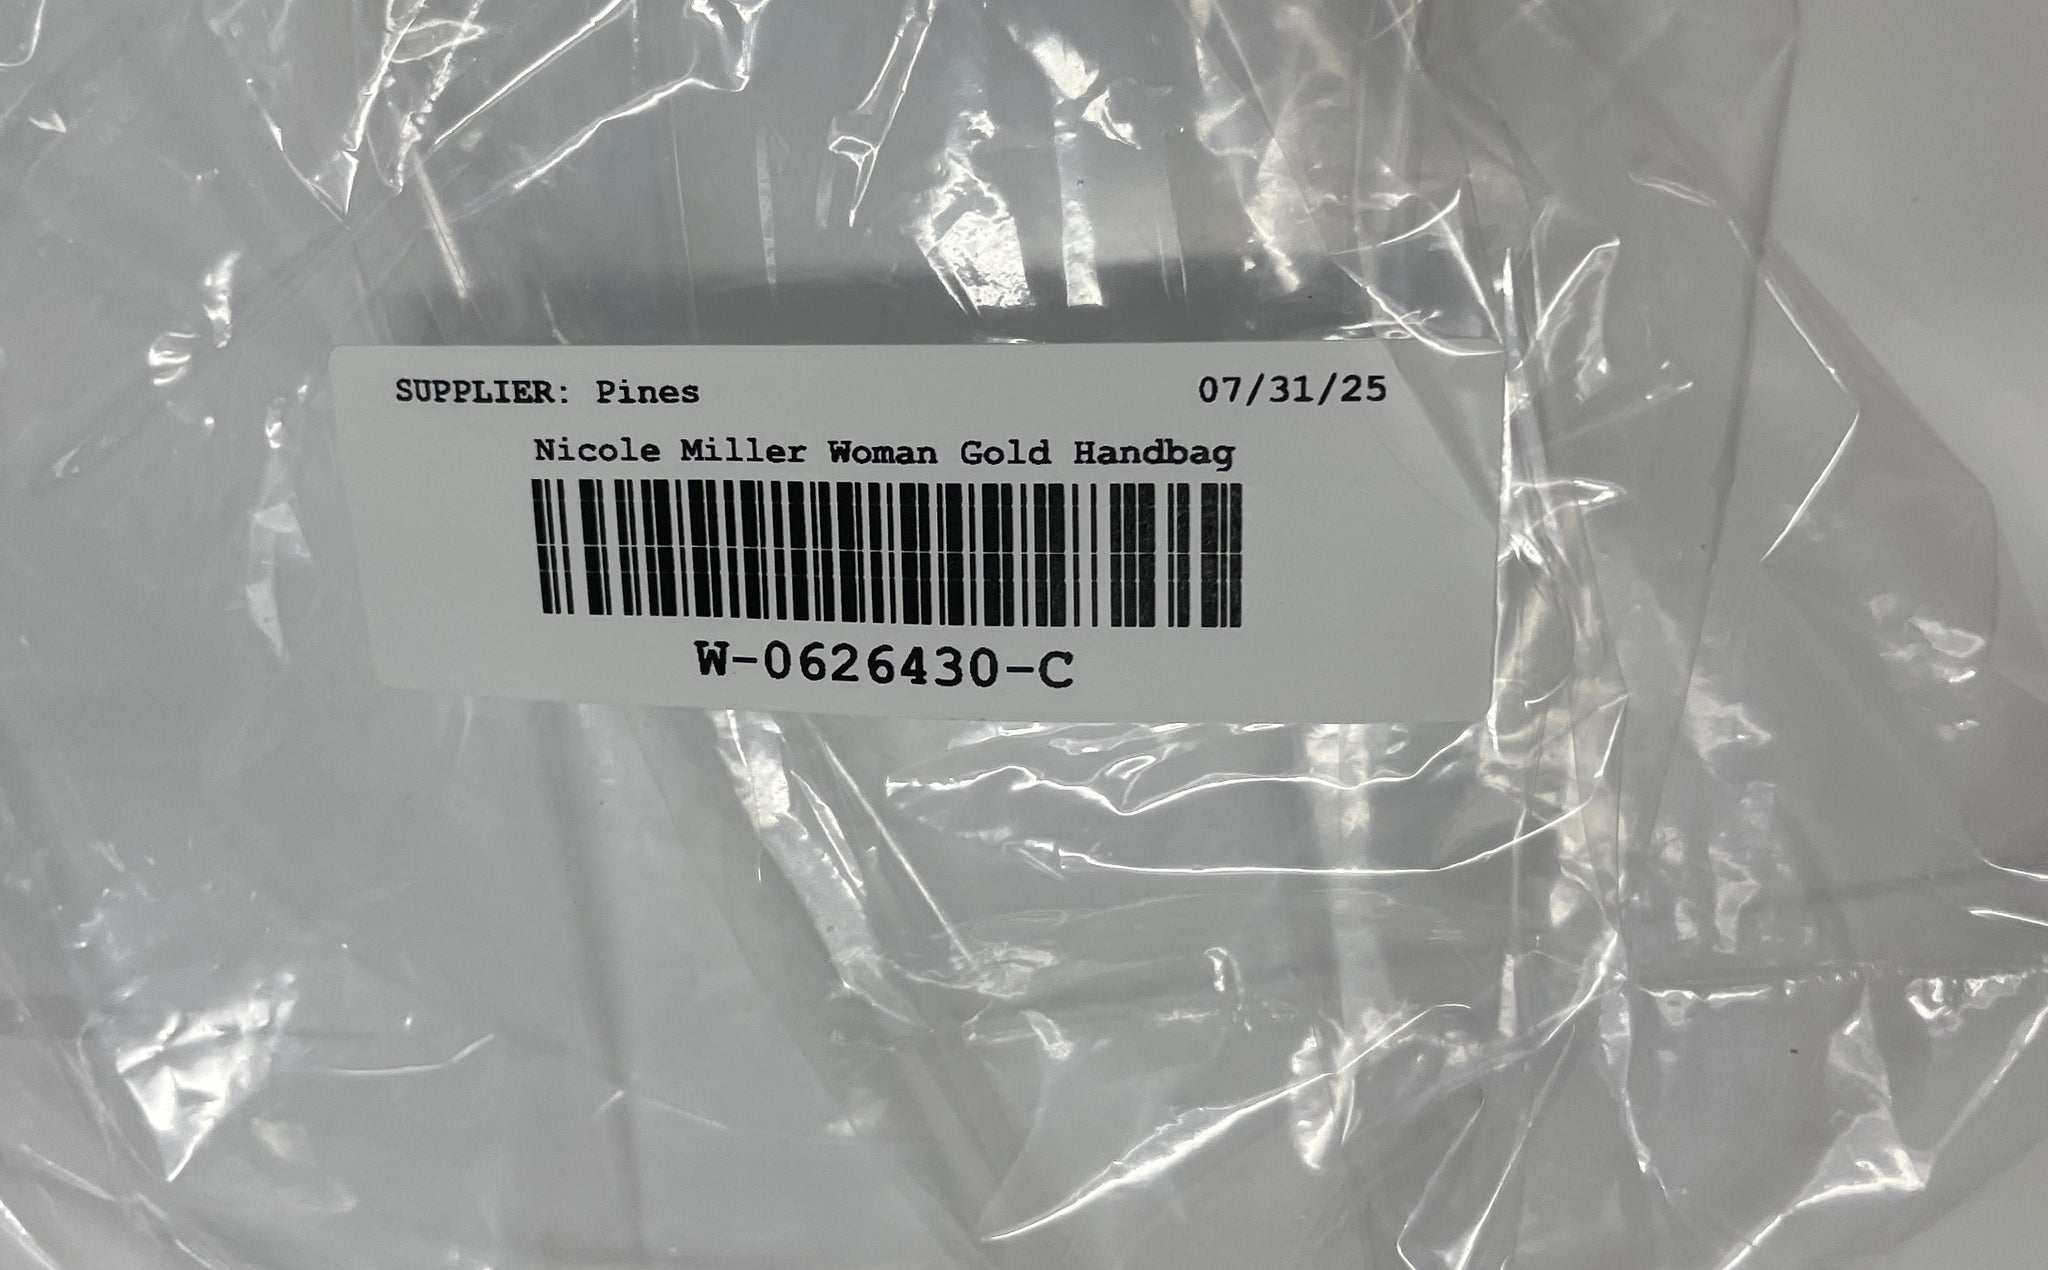 SUPPLIER: Pines 07/31/25
Nicole Miller Woman Gold Handbag
W-0626430-C